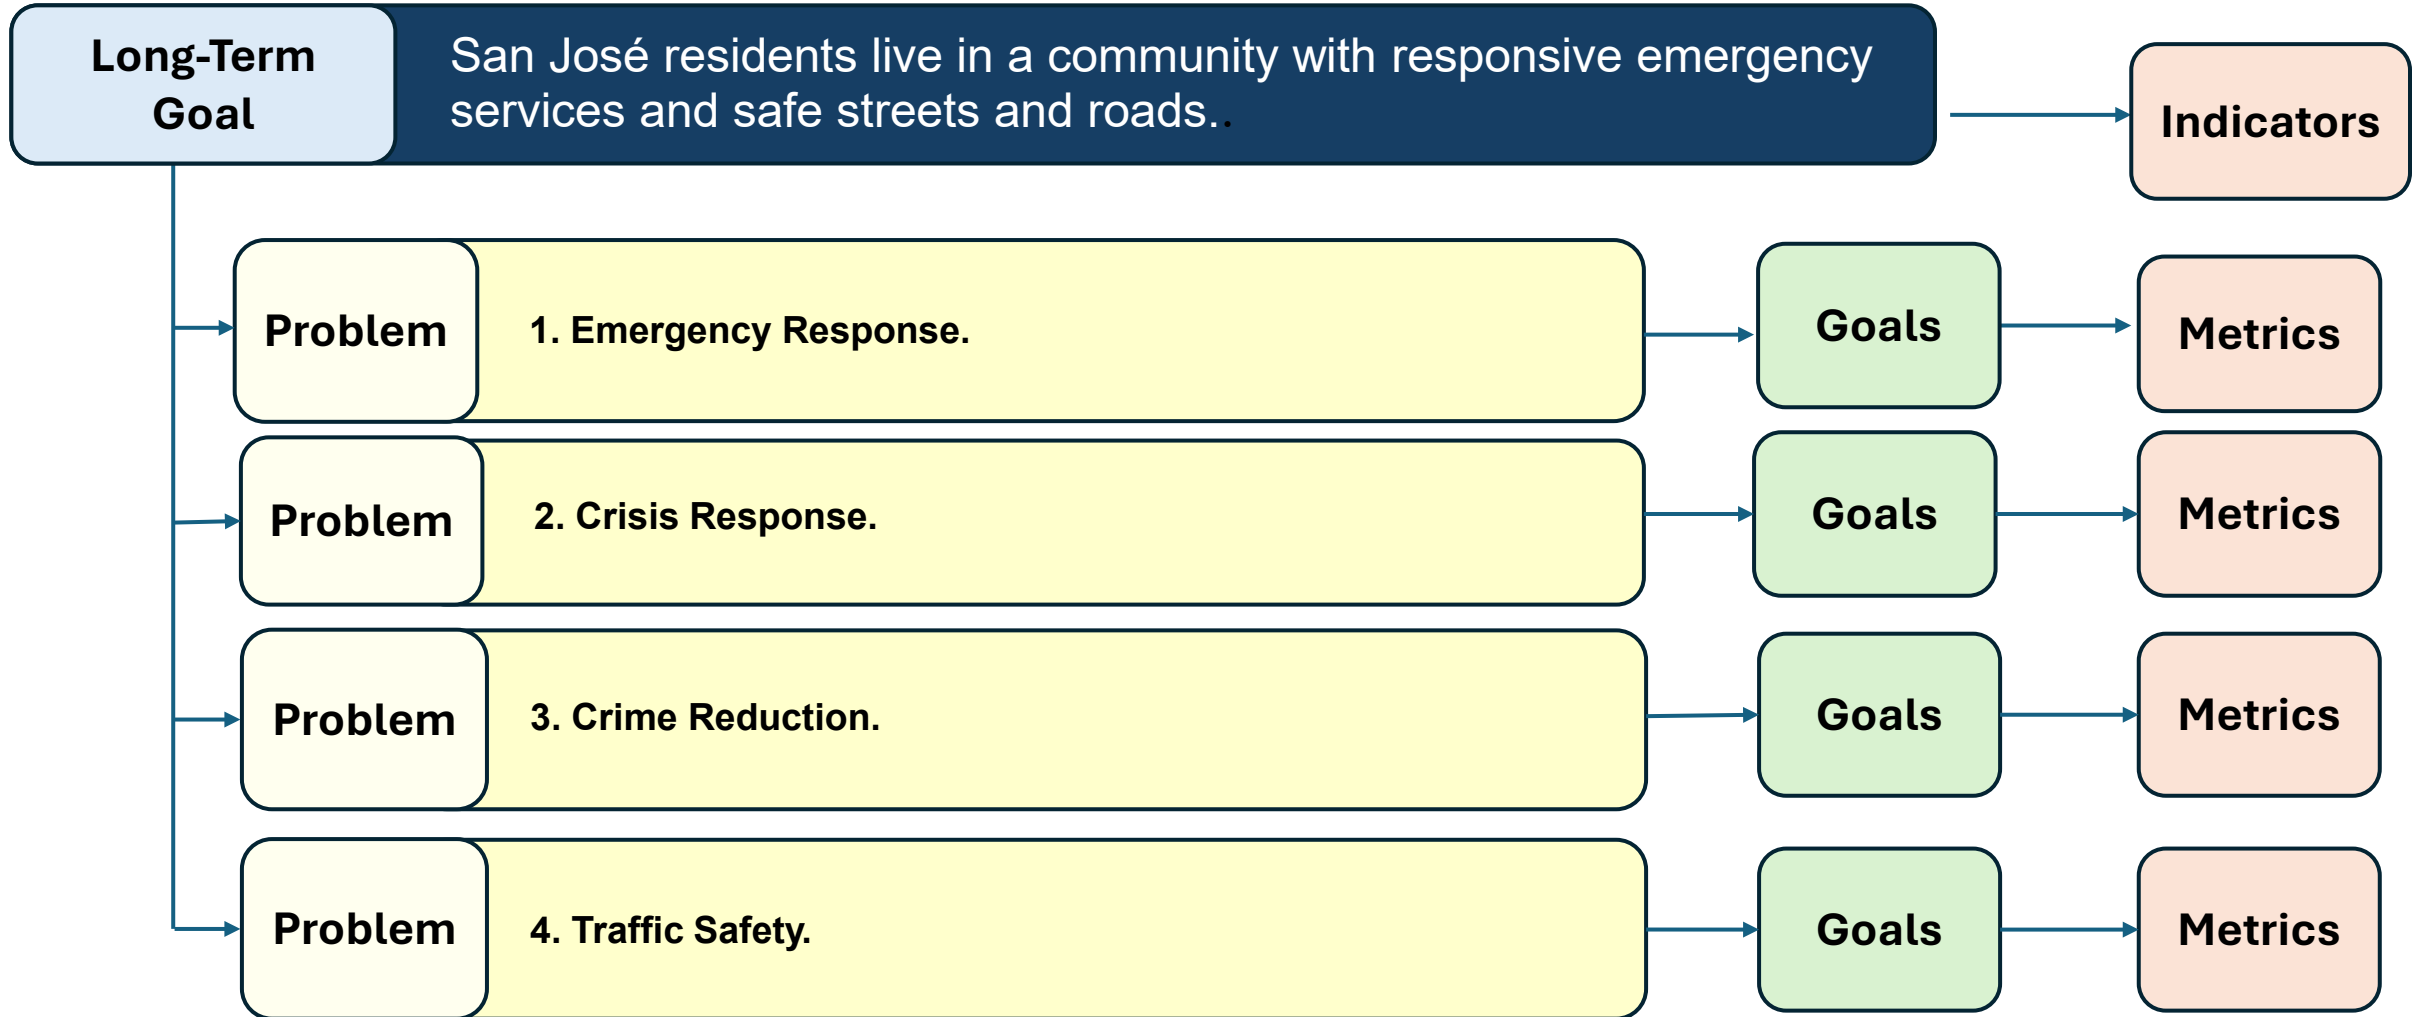 Long-Term
Goal
San José residents live in a community with responsive emergency
services and safe streets and roads..
Indicators
Problem
1. Emergency Response.
Goals
Metrics
Problem
2. Crisis Response.
Goals
Metrics
Problem
3. Crime Reduction.
Goals
Metrics
Problem
4. Traffic Safety.
Goals
Metrics